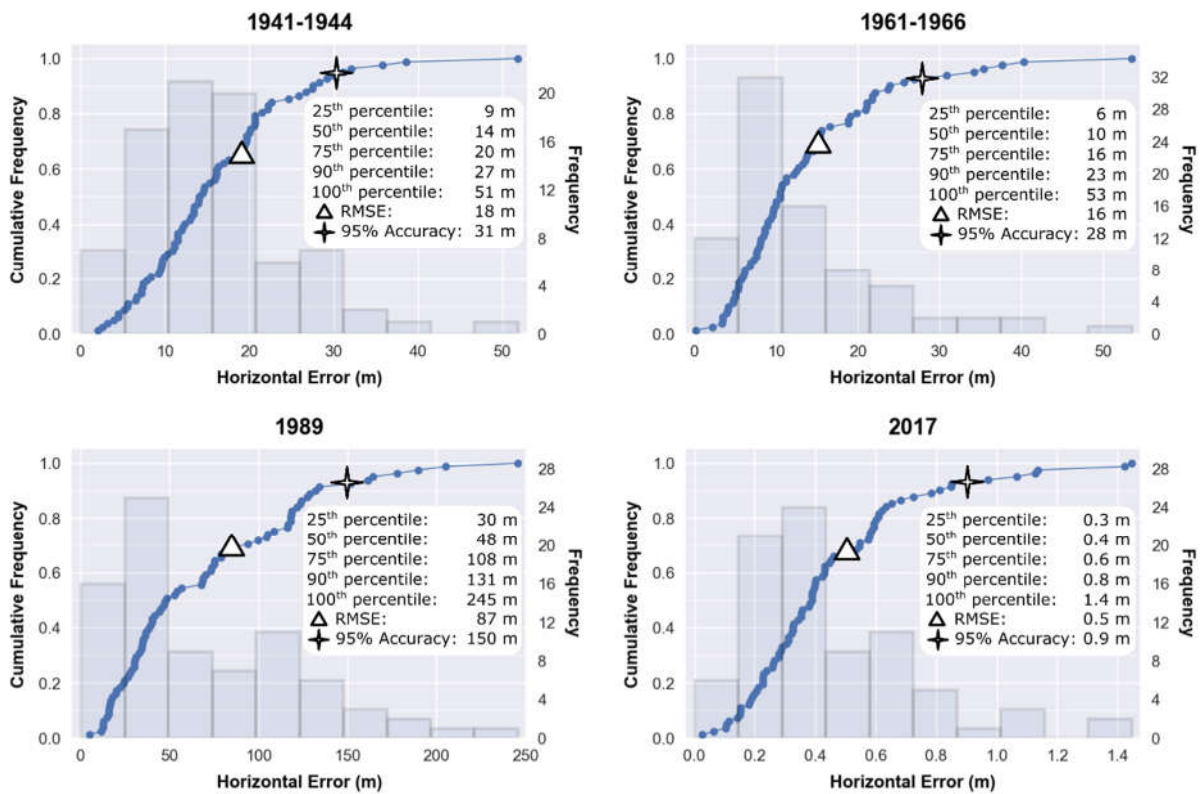 1941-1944
1.0
0.8
0.6
0.4
0.2
0.0
Cumulative Frequency
25th percentile: 9 m
50th percentile: 14 m
75th percentile: 20 m
90th percentile: 27 m
100th percentile: 51 m
RMSE: 18 m
95% Accuracy: 31 m
20
16
12
8
4
0
Frequency
0 10 20 30 40 50
Horizontal Error (m)
1961-1966
1.0
0.8
0.6
0.4
0.2
0.0
Cumulative Frequency
25th percentile: 6 m
50th percentile: 10 m
75th percentile: 16 m
90th percentile: 23 m
100th percentile: 53 m
RMSE: 16 m
95% Accuracy: 28 m
32
28
24
20
16
12
8
4
0
Frequency
0 10 20 30 40 50
Horizontal Error (m)
1989
1.0
0.8
0.6
0.4
0.2
0.0
Cumulative Frequency
25th percentile: 30 m
50th percentile: 48 m
75th percentile: 108 m
90th percentile: 131 m
100th percentile: 245 m
RMSE: 87 m
95% Accuracy: 150 m
28
24
20
16
12
8
4
0
Frequency
0 50 100 150 200 250
Horizontal Error (m)
2017
1.0
0.8
0.6
0.4
0.2
0.0
Cumulative Frequency
25th percentile: 0.3 m
50th percentile: 0.4 m
75th percentile: 0.6 m
90th percentile: 0.8 m
100th percentile: 1.4 m
RMSE: 0.5 m
95% Accuracy: 0.9 m
28
24
20
16
12
8
4
0
Frequency
0.0 0.2 0.4 0.6 0.8 1.0 1.2 1.4
Horizontal Error (m)